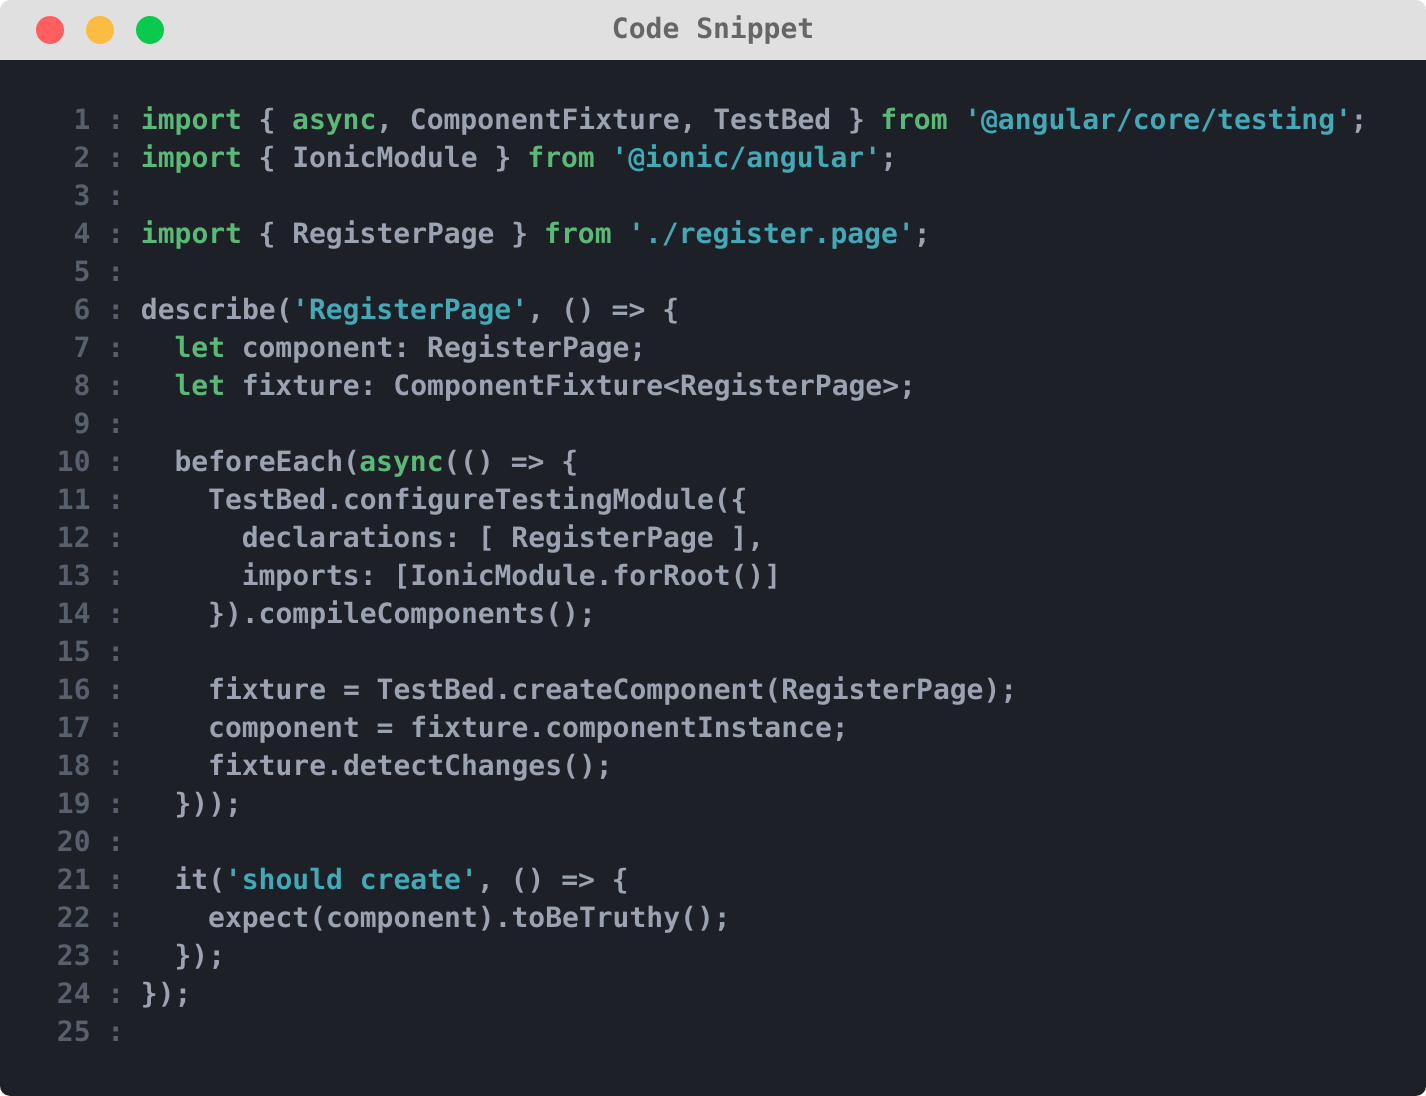 Code Snippet
1 : import { async, ComponentFixture, TestBed } from '@angular/core/testing';
2 : import { IonicModule } from '@ionic/angular';
3 :
4 : import { RegisterPage } from './register.page';
5 :
6 : describe('RegisterPage', () => {
7 :   let component: RegisterPage;
8 :   let fixture: ComponentFixture<RegisterPage>;
9 :
10 :   beforeEach(async(() => {
11 :     TestBed.configureTestingModule({
12 :       declarations: [ RegisterPage ],
13 :       imports: [IonicModule.forRoot()]
14 :     }).compileComponents();
15 :
16 :     fixture = TestBed.createComponent(RegisterPage);
17 :     component = fixture.componentInstance;
18 :     fixture.detectChanges();
19 :   }));
20 :
21 :   it('should create', () => {
22 :     expect(component).toBeTruthy();
23 :   });
24 : });
25 :